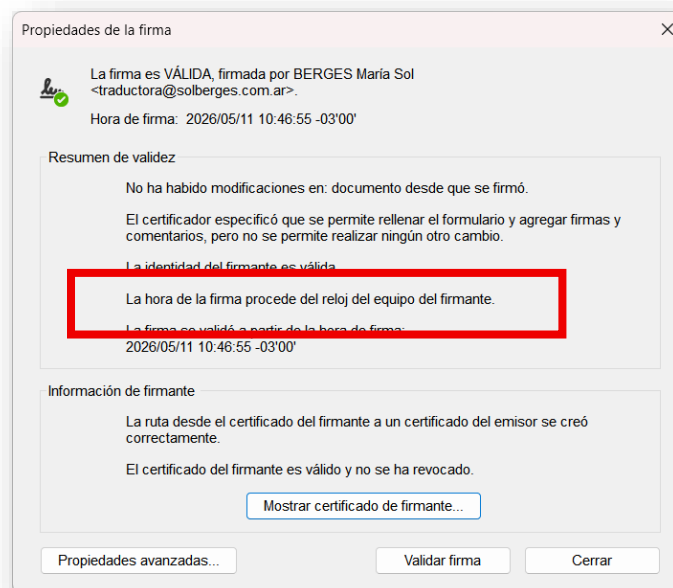 Propiedades de la firma
La firma es VÁLIDA, firmada por BERGES María Sol
<traductora@solberges.com.ar>.
Hora de firma: 2026/05/11 10:46:55 -03'00'
Resumen de validez
No ha habido modificaciones en: documento desde que se firmó.
El certificador especificó que se permite rellenar el formulario y agregar firmas y
comentarios, pero no se permite realizar ningún otro cambio.
La identidad del firmante es válida.
La hora de la firma procede del reloj del equipo del firmante.
La firma se validó a partir de la hora de firma:
2026/05/11 10:46:55 -03'00'
Información de firmante
La ruta desde el certificado del firmante a un certificado del emisor se creó
correctamente.
El certificado del firmante es válido y no se ha revocado.
Mostrar certificado de firmante...
Propiedades avanzadas...
Validar firma
Cerrar